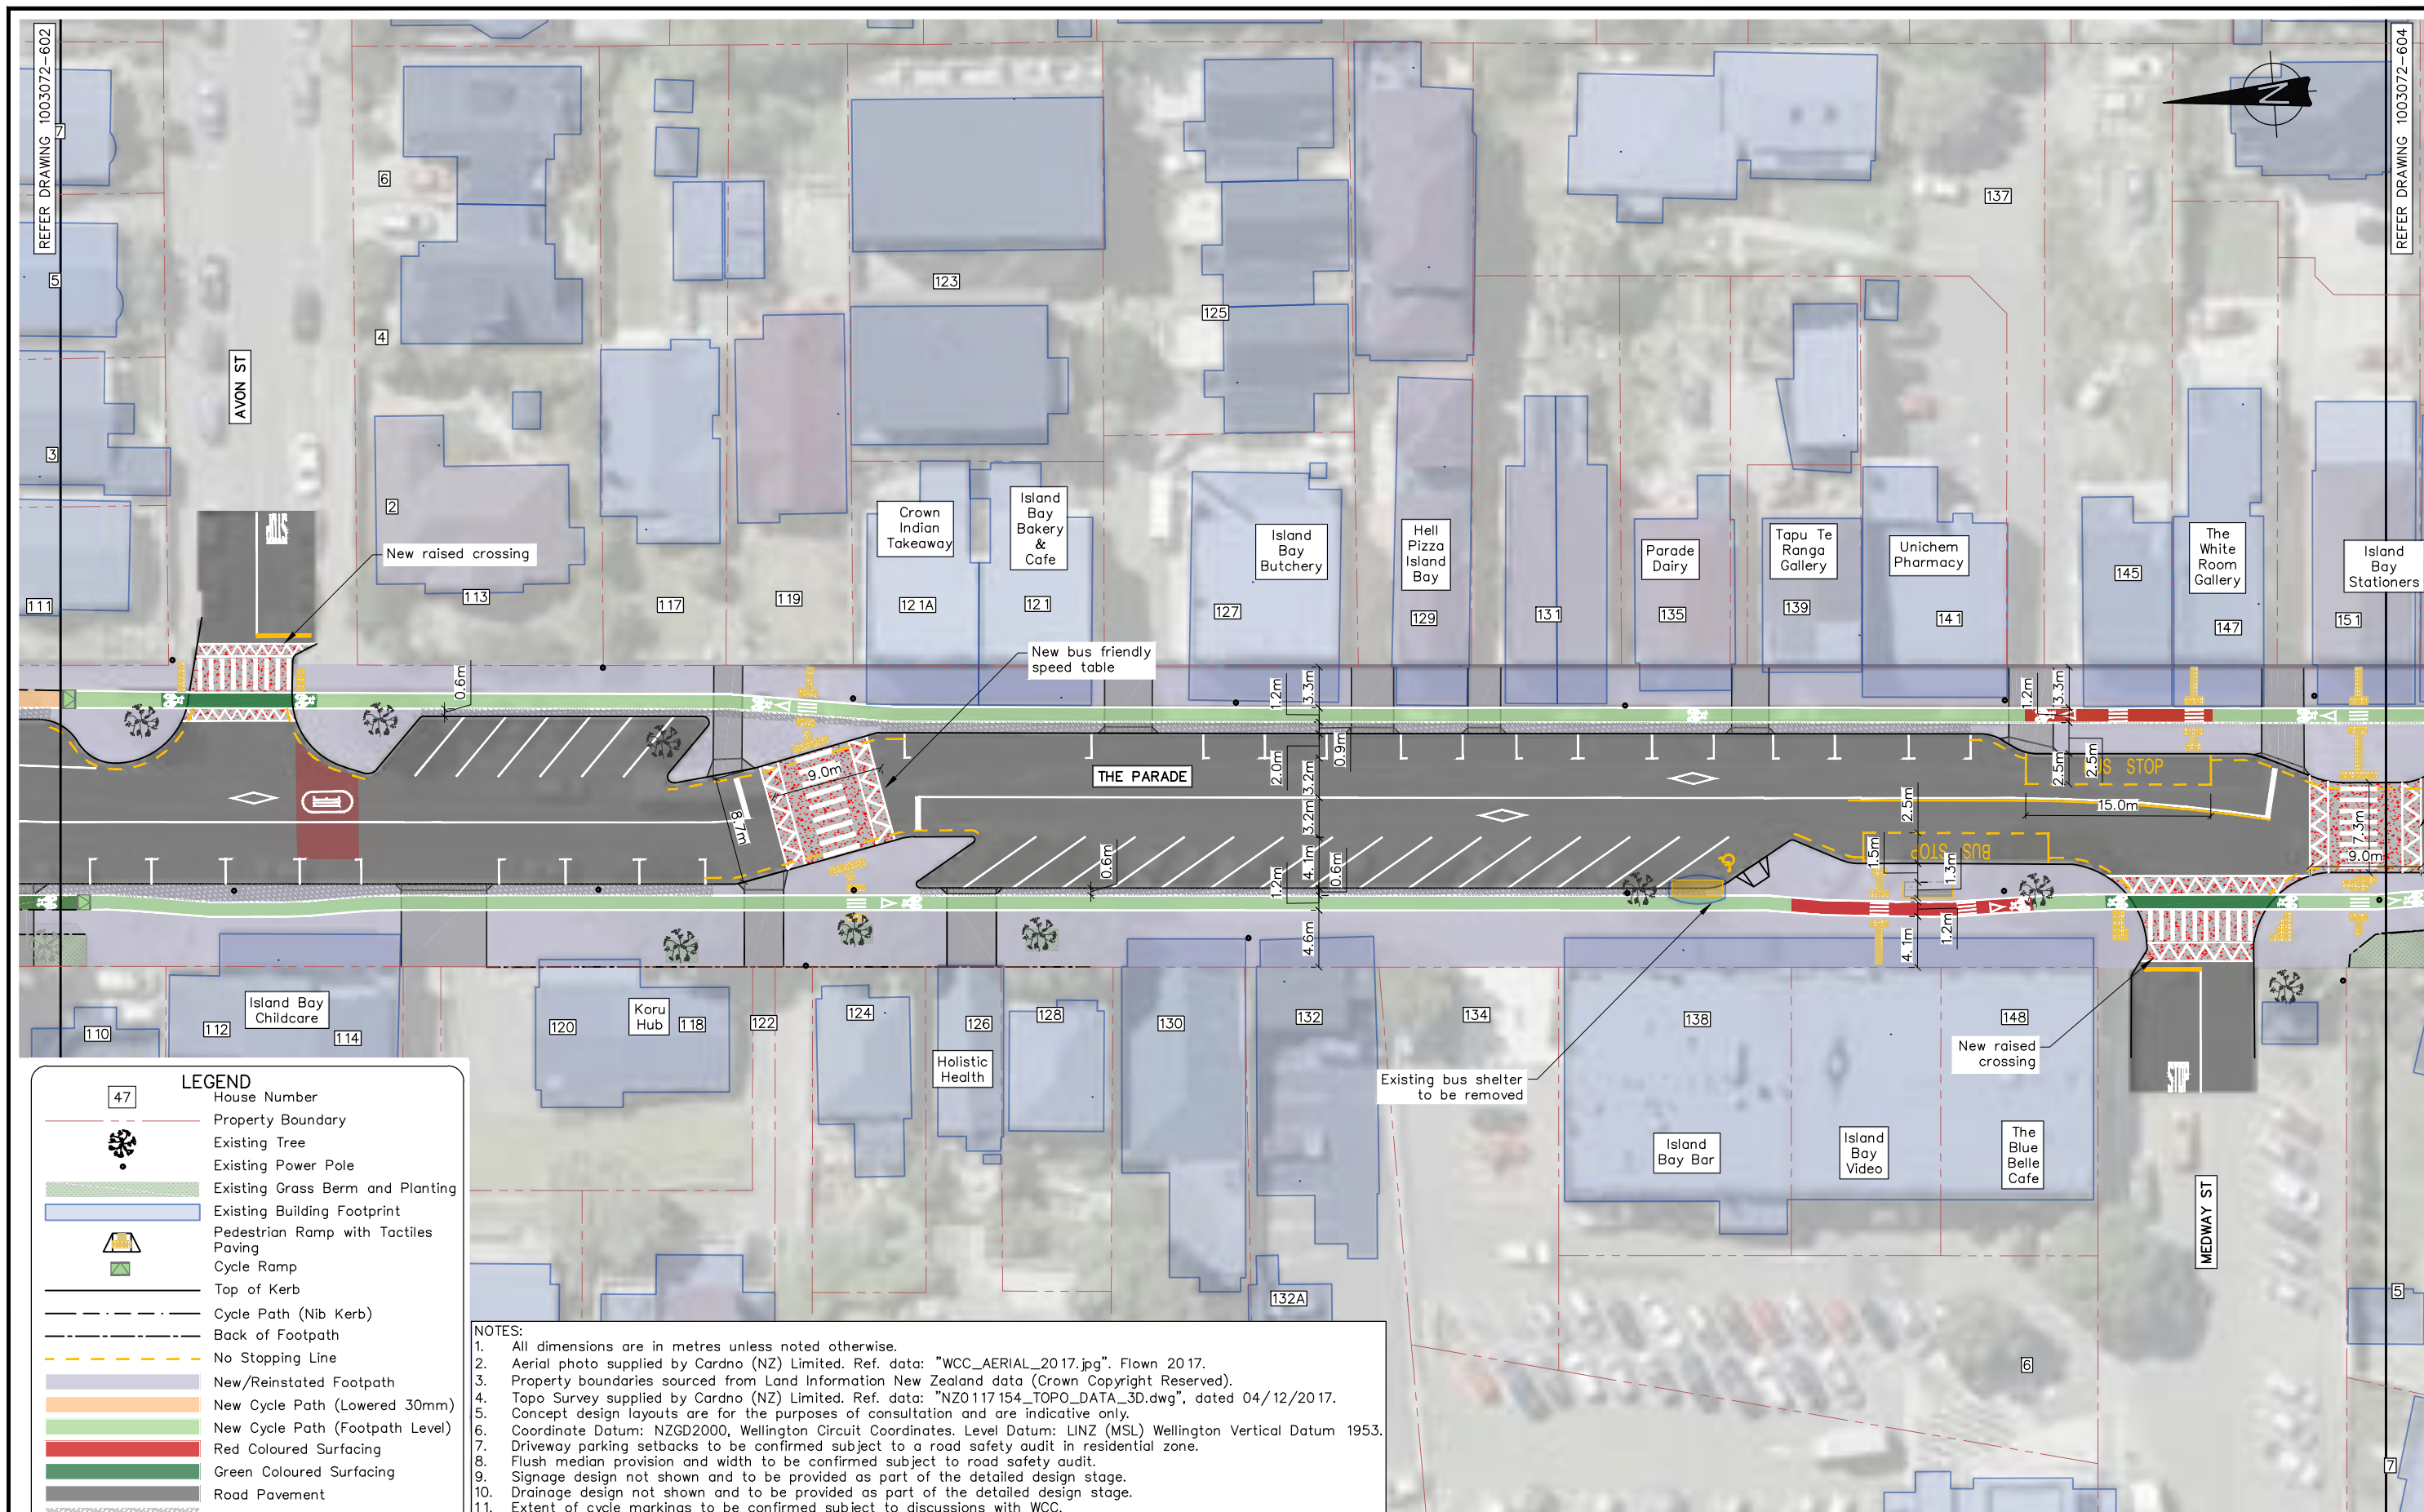 REFER DRAWING 1003072-602
REFER DRAWING 1003072-604
N
7
5
3
111
AVON ST
BUS
6
4
2
113
117
119
123
125
137
New raised crossing
Crown
Indian
Takeaway
121A
Island
Bay
Bakery
&
Cafe
121
Island
Bay
Butchery
127
Hell
Pizza
Island
Bay
129
131
Parade
Dairy
135
Tapu Te
Ranga
Gallery
139
Unichem
Pharmacy
141
145
The
White
Room
Gallery
147
Island
Bay
Stationers
151
New bus friendly
speed table
0.6m
1.2m
3.3m
1.2m
3.3m
THE PARADE
9.0m
8.7m
2.0m
3.2m
0.9m
3.2m
4.1m
0.6m
1.2m
0.6m
4.6m
2.5m
2.5m
BUS STOP
15.0m
2.5m
1.5m
BUS STOP
1.3m
1.2m
4.1m
7.3m
9.0m
110
112
Island Bay
Childcare
114
120
Koru
Hub
118
122
124
126
128
Holistic
Health
130
132
132A
134
Existing bus shelter
to be removed
138
148
Island
Bay Bar
Island
Bay
Video
The
Blue
Belle
Cafe
New raised
crossing
STOP
MEDWAY ST
5
6
7
LEGEND
47 House Number
Property Boundary
Existing Tree
Existing Power Pole
Existing Grass Berm and Planting
Existing Building Footprint
Pedestrian Ramp with Tactiles
Paving
Cycle Ramp
Top of Kerb
Cycle Path (Nib Kerb)
Back of Footpath
No Stopping Line
New/Reinstated Footpath
New Cycle Path (Lowered 30mm)
New Cycle Path (Footpath Level)
Red Coloured Surfacing
Green Coloured Surfacing
Road Pavement
NOTES:
1. All dimensions are in metres unless noted otherwise.
2. Aerial photo supplied by Cardno (NZ) Limited. Ref. data: "WCC_AERIAL_2017.jpg". Flown 2017.
3. Property boundaries sourced from Land Information New Zealand data (Crown Copyright Reserved).
4. Topo Survey supplied by Cardno (NZ) Limited. Ref. data: "NZ0117154_TOPO_DATA_3D.dwg", dated 04/12/2017.
5. Concept design layouts are for the purposes of consultation and are indicative only.
6. Coordinate Datum: NZGD2000, Wellington Circuit Coordinates. Level Datum: LINZ (MSL) Wellington Vertical Datum 1953.
7. Driveway parking setbacks to be confirmed subject to a road safety audit in residential zone.
8. Flush median provision and width to be confirmed subject to road safety audit.
9. Signage design not shown and to be provided as part of the detailed design stage.
10. Drainage design not shown and to be provided as part of the detailed design stage.
11. Extent of cycle markings to be confirmed subject to discussions with WCC.